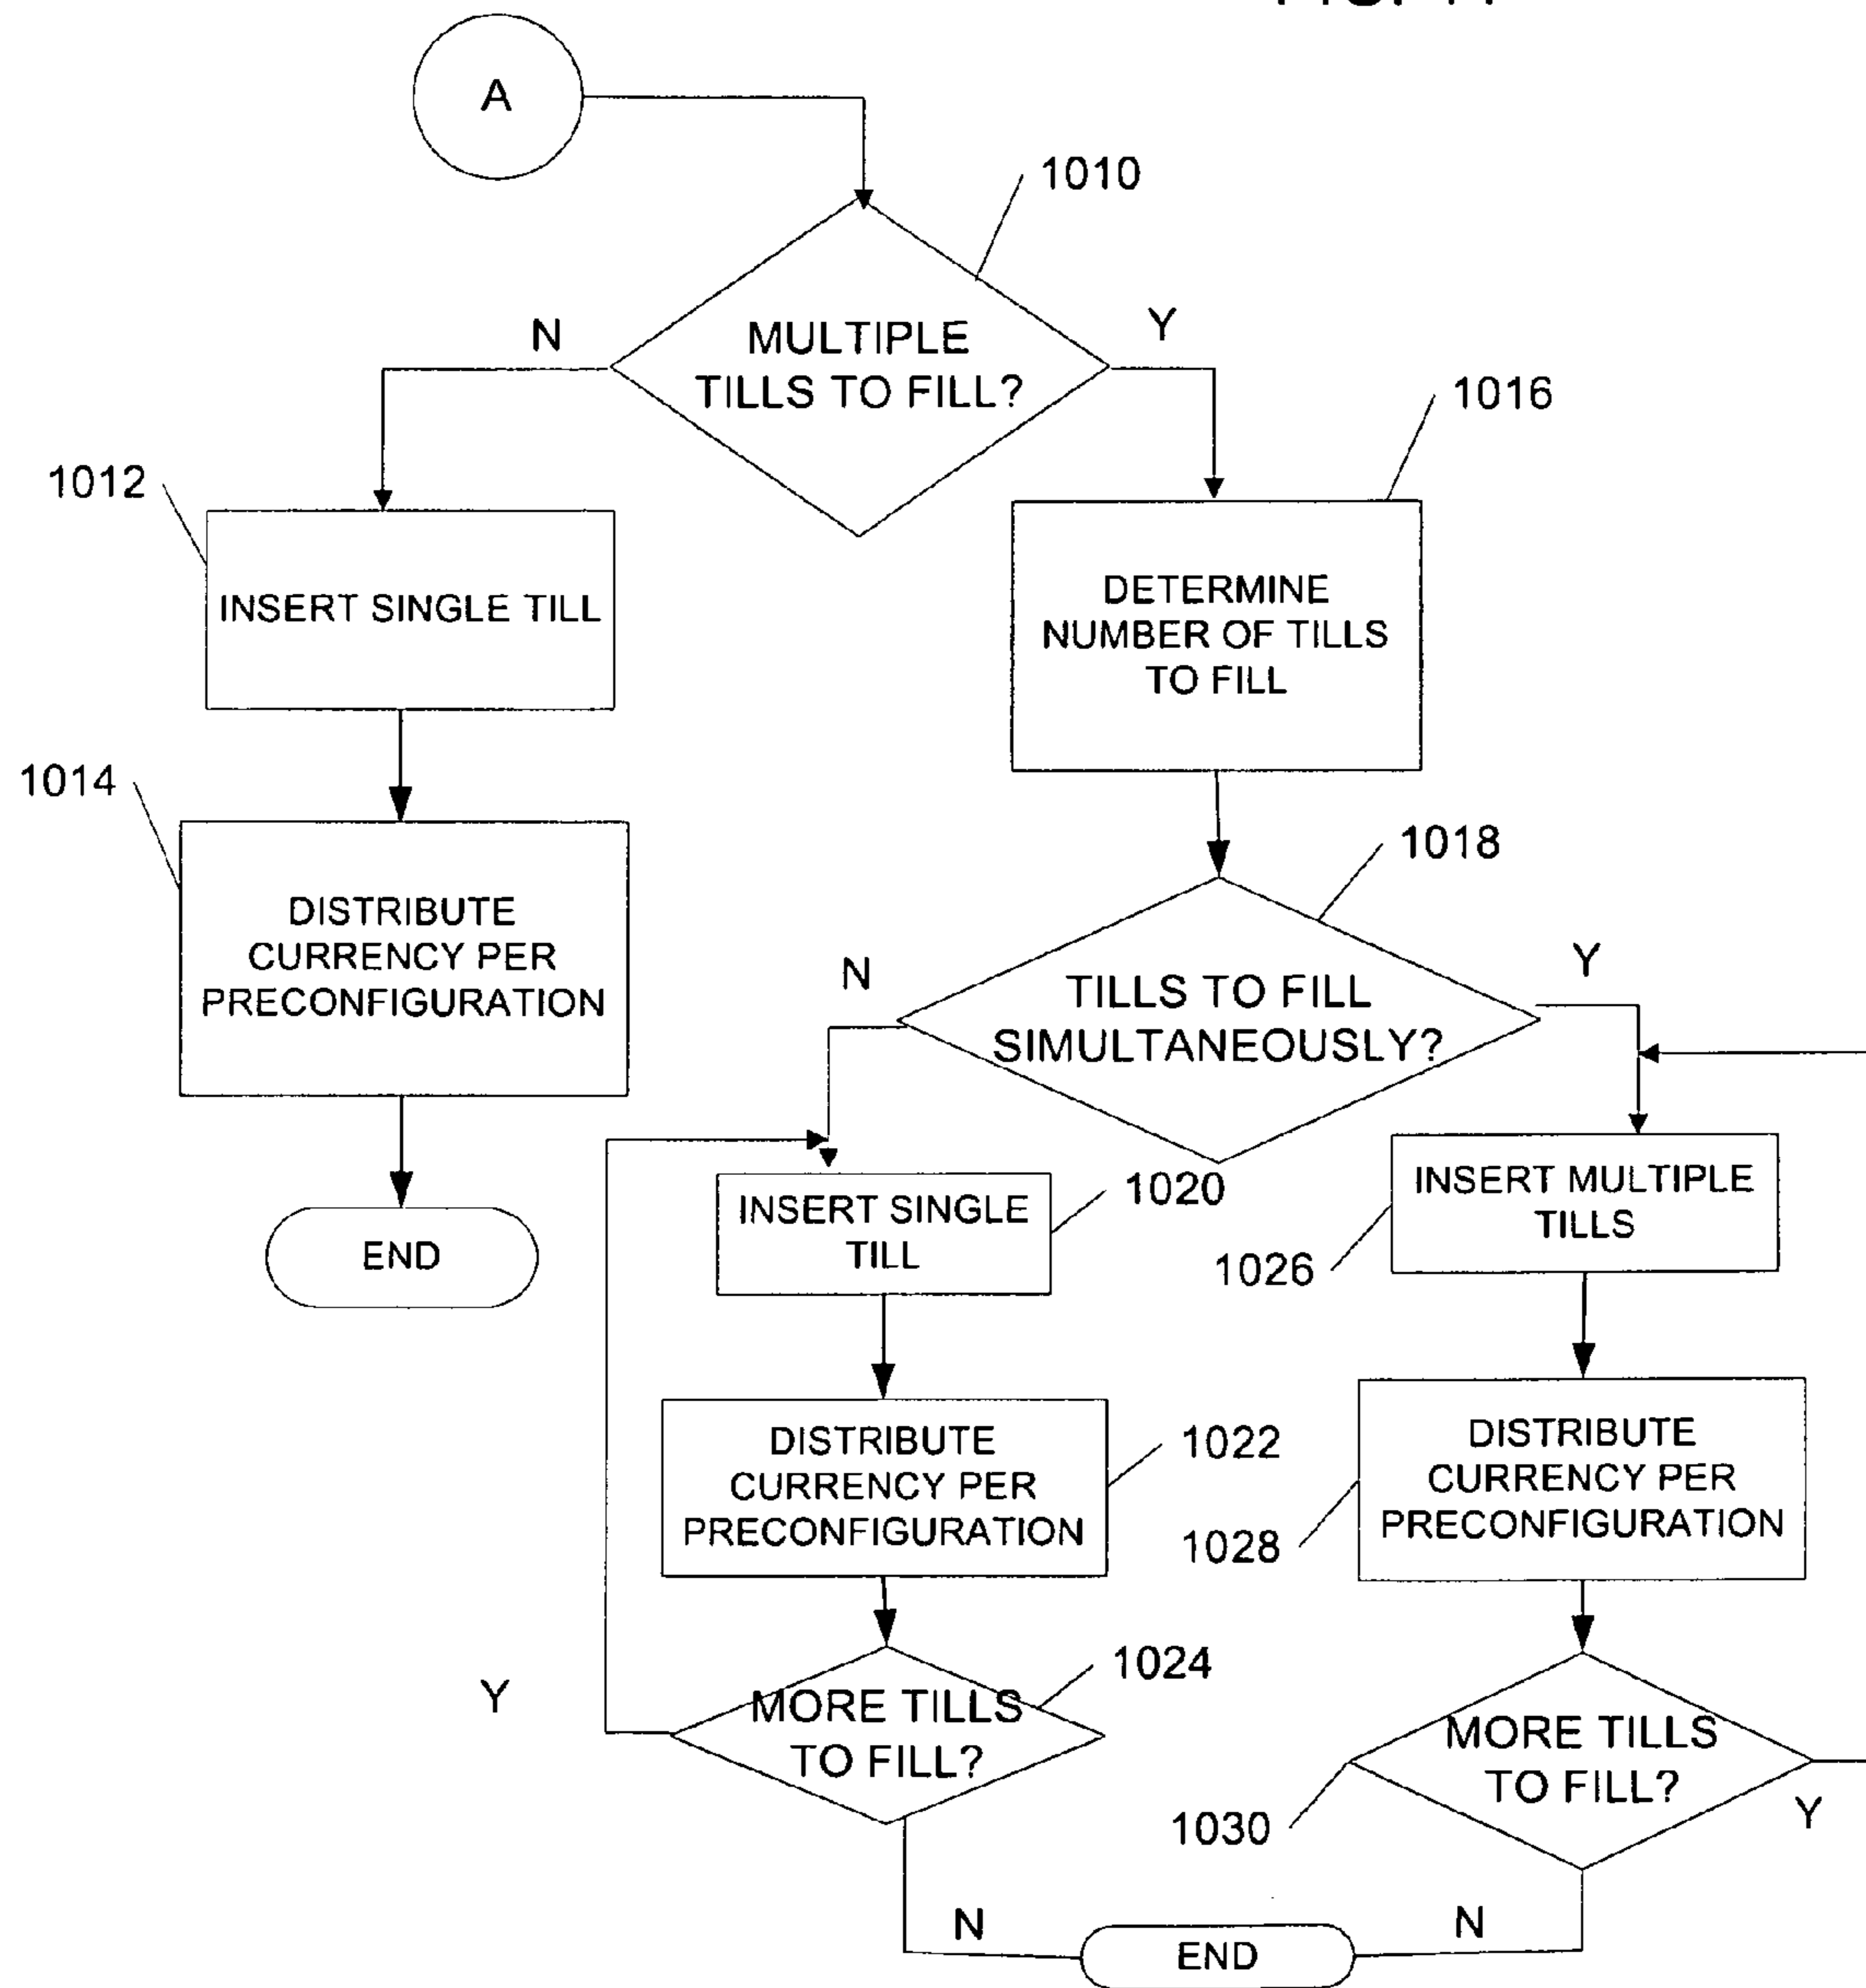 A
1010
N
Y
MULTIPLE
TILLS TO FILL?
1016
1012
INSERT SINGLE TILL
DETERMINE
NUMBER OF TILLS
TO FILL
1014
DISTRIBUTE
CURRENCY PER
PRECONFIGURATION
1018
N
Y
TILLS TO FILL
SIMULTANEOUSLY?
END
INSERT SINGLE
TILL
1020
INSERT MULTIPLE
TILLS
1026
DISTRIBUTE
CURRENCY PER
PRECONFIGURATION
1022
DISTRIBUTE
CURRENCY PER
PRECONFIGURATION
1028
Y
MORE TILLS
TO FILL?
1024
MORE TILLS
TO FILL?
1030
Y
N
END
N